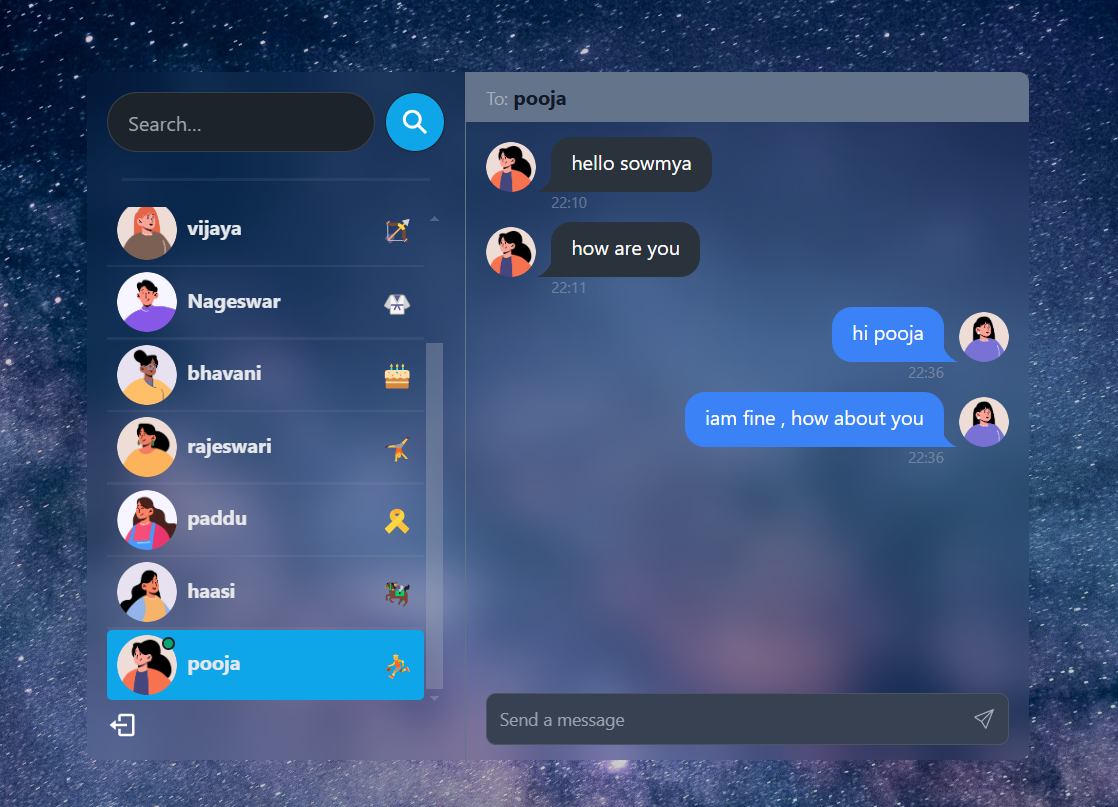 Search...
vijaya
Nageswar
bhavani
rajeswari
paddu
haasi
pooja
To: pooja
hello sowmya
22:10
how are you
22:11
hi pooja
22:36
iam fine , how about you
22:36
Send a message